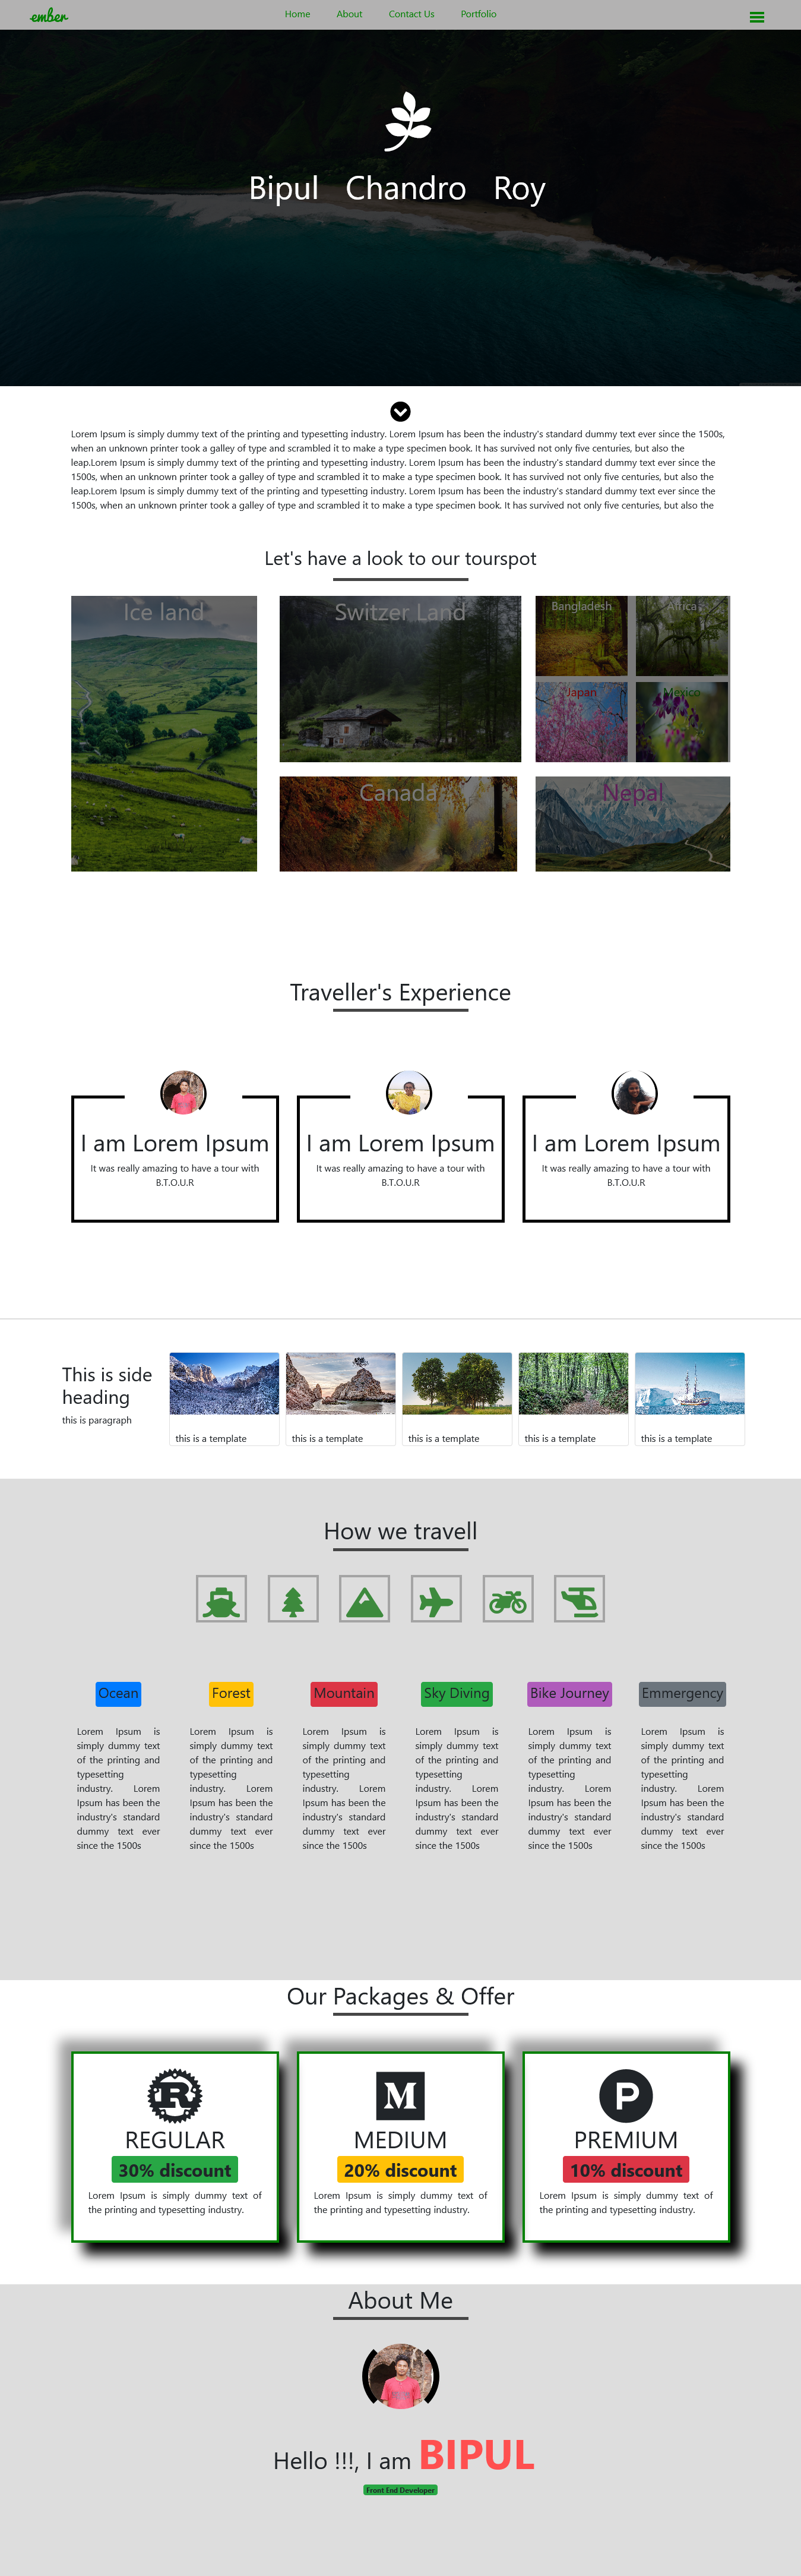 ember
Home About Contact Us Portfolio
Bipul Chandro Roy
Lorem Ipsum is simply dummy text of the printing and typesetting industry. Lorem Ipsum has been the industry's standard dummy text ever since the 1500s,
when an unknown printer took a galley of type and scrambled it to make a type specimen book. It has survived not only five centuries, but also the
leap.Lorem Ipsum is simply dummy text of the printing and typesetting industry. Lorem Ipsum has been the industry's standard dummy text ever since the
1500s, when an unknown printer took a galley of type and scrambled it to make a type specimen book. It has survived not only five centuries, but also the
leap.Lorem Ipsum is simply dummy text of the printing and typesetting industry. Lorem Ipsum has been the industry's standard dummy text ever since the
1500s, when an unknown printer took a galley of type and scrambled it to make a type specimen book. It has survived not only five centuries, but also the
Let's have a look to our tourspot
Ice land
Switzer Land
Bangladesh
Africa
Japan
Mexico
Canada
Nepal
Traveller's Experience
I am Lorem Ipsum
It was really amazing to have a tour with
B.T.O.U.R
I am Lorem Ipsum
It was really amazing to have a tour with
B.T.O.U.R
I am Lorem Ipsum
It was really amazing to have a tour with
B.T.O.U.R
This is side
heading
this is paragraph
this is a template
this is a template
this is a template
this is a template
this is a template
How we travell
Ocean
Lorem Ipsum is
simply dummy text
of the printing and
typesetting
industry. Lorem
Ipsum has been the
industry's standard
dummy text ever
since the 1500s
Forest
Lorem Ipsum is
simply dummy text
of the printing and
typesetting
industry. Lorem
Ipsum has been the
industry's standard
dummy text ever
since the 1500s
Mountain
Lorem Ipsum is
simply dummy text
of the printing and
typesetting
industry. Lorem
Ipsum has been the
industry's standard
dummy text ever
since the 1500s
Sky Diving
Lorem Ipsum is
simply dummy text
of the printing and
typesetting
industry. Lorem
Ipsum has been the
industry's standard
dummy text ever
since the 1500s
Bike Journey
Lorem Ipsum is
simply dummy text
of the printing and
typesetting
industry. Lorem
Ipsum has been the
industry's standard
dummy text ever
since the 1500s
Emmergency
Lorem Ipsum is
simply dummy text
of the printing and
typesetting
industry. Lorem
Ipsum has been the
industry's standard
dummy text ever
since the 1500s
Our Packages & Offer
R
REGULAR
30% discount
Lorem Ipsum is simply dummy text of
the printing and typesetting industry.
M
MEDIUM
20% discount
Lorem Ipsum is simply dummy text of
the printing and typesetting industry.
P
PREMIUM
10% discount
Lorem Ipsum is simply dummy text of
the printing and typesetting industry.
About Me
Hello !!!, I am BIPUL
Front End Developer